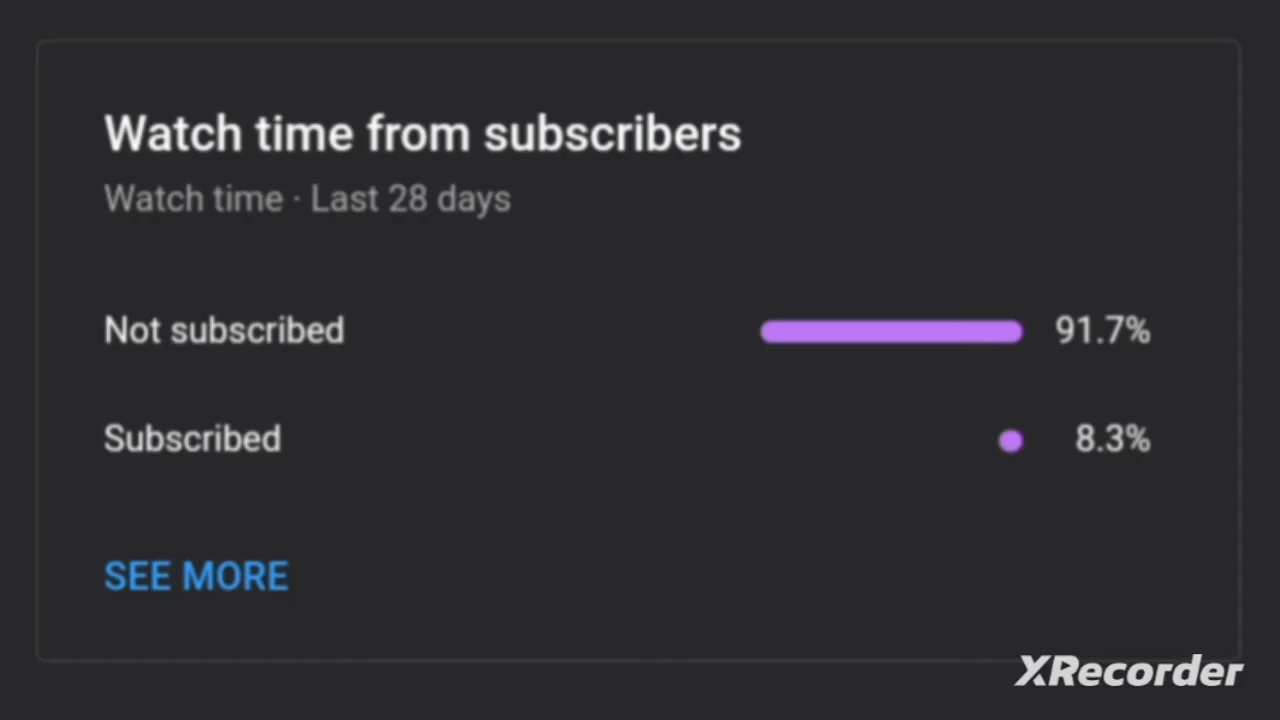 Watch time from subscribers
Watch time · Last 28 days
Not subscribed 91.7%
Subscribed 8.3%
SEE MORE
XRecorder